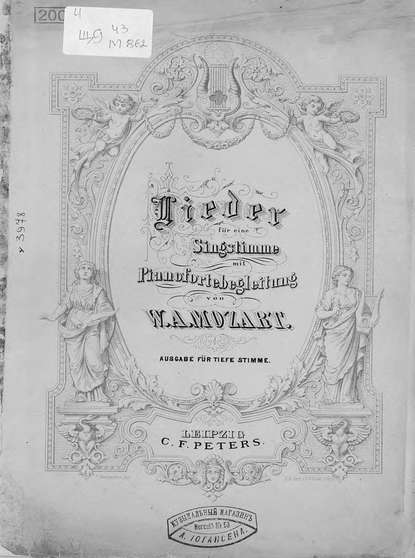 200
4
43
M 862
у 3978
Lieder
für eine
Singstimme
mit
Pianofortebegleitung
von
W.A.MOZART.
AUSGABE FÜR TIEFE STIMME.
LEIPZIG
C. F. PETERS.
МУЗЫКАЛЬНЫЙ МАГАЗИНЪ
А. ІОГАНСЕНА.